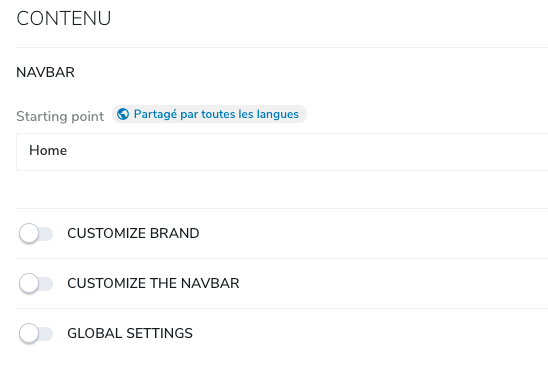 CONTENU
NAVBAR
Starting point Partagé par toutes les langues
Home
CUSTOMIZE BRAND
CUSTOMIZE THE NAVBAR
GLOBAL SETTINGS